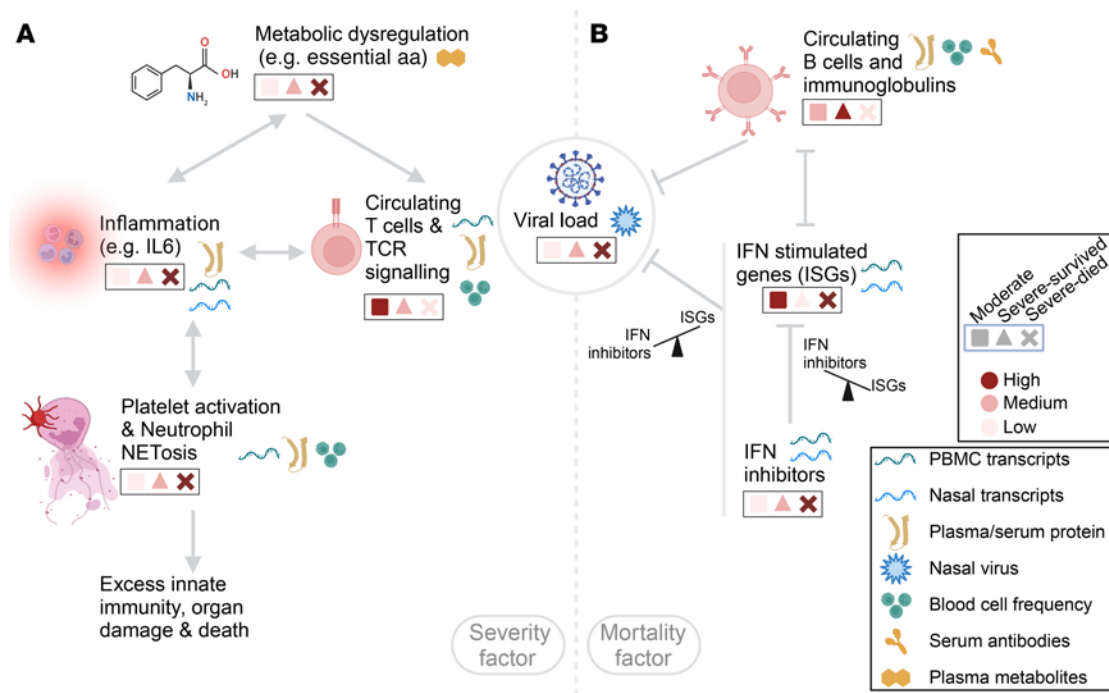 A
Metabolic dysregulation
(e.g. essential aa)
O
OH
NH2
Inflammation
(e.g. IL6)
Circulating
T cells &
TCR
signalling
Platelet activation
& Neutrophil
NETosis
Excess innate
immunity, organ
damage & death
Viral load
Severity
factor
Mortality
factor
B
Circulating
B cells and
immunoglobulins
IFN stimulated
genes (ISGs)
ISGs
IFN
inhibitors
IFN
inhibitors
ISGs
IFN
inhibitors
Moderate
Severe-survived
Severe-died
High
Medium
Low
PBMC transcripts
Nasal transcripts
Plasma/serum protein
Nasal virus
Blood cell frequency
Serum antibodies
Plasma metabolites